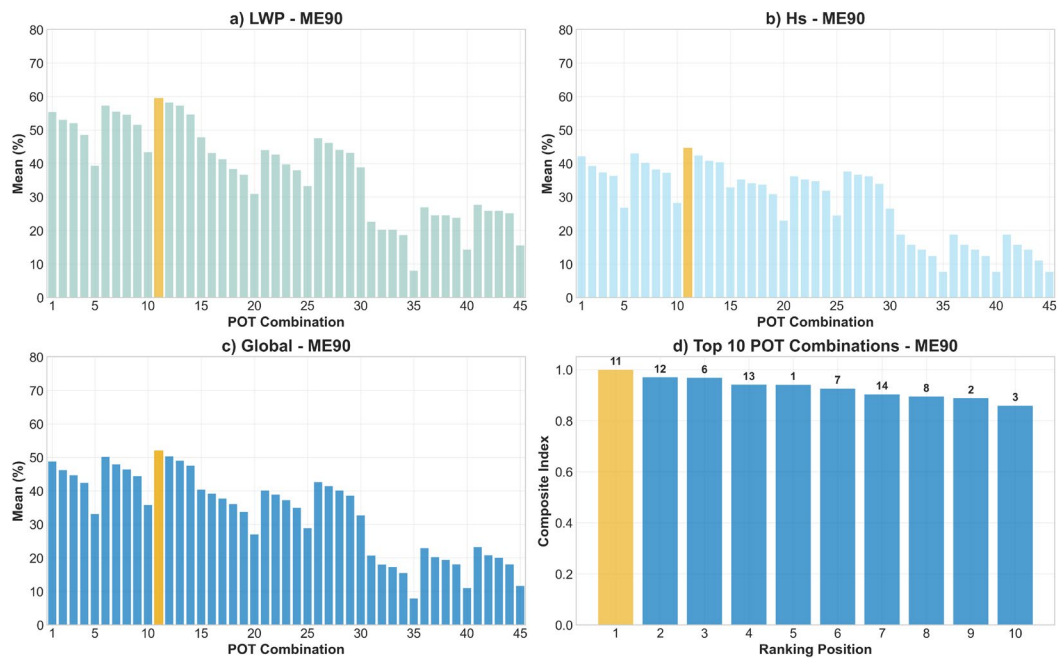 a) LWP - ME90
80
70
60
50
40
30
20
10
0
Mean (%)
1 5 10 15 20 25 30 35 40 45
POT Combination
b) Hs - ME90
80
70
60
50
40
30
20
10
0
Mean (%)
1 5 10 15 20 25 30 35 40 45
POT Combination
c) Global - ME90
80
70
60
50
40
30
20
10
0
Mean (%)
1 5 10 15 20 25 30 35 40 45
POT Combination
d) Top 10 POT Combinations - ME90
11 12 6 13 1 7 14 8 2 3
1.0
0.8
0.6
0.4
0.2
0.0
Composite Index
1 2 3 4 5 6 7 8 9 10
Ranking Position